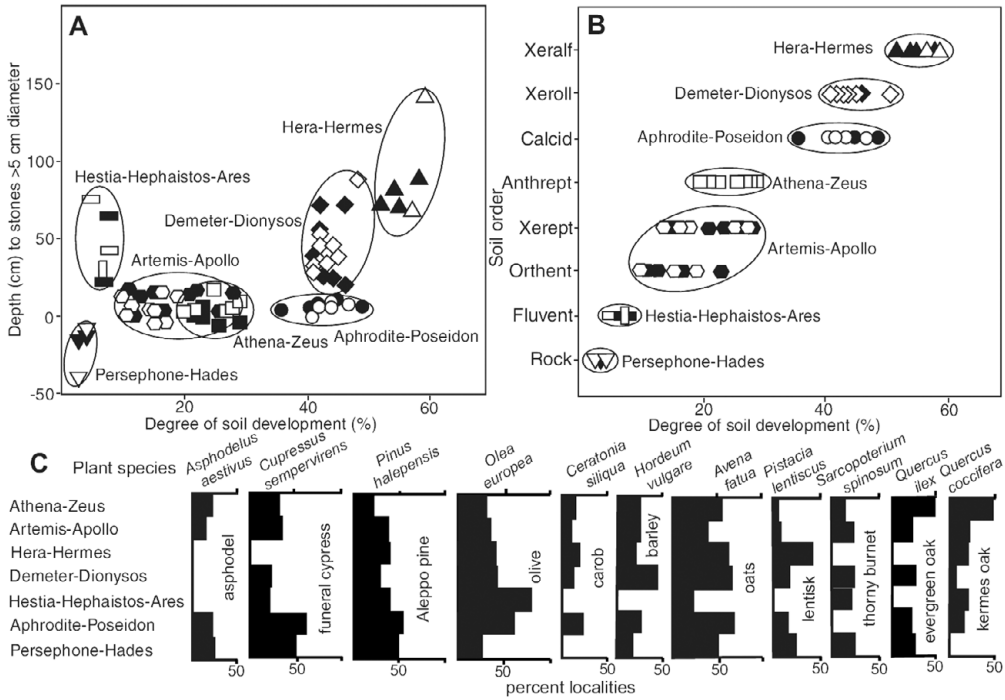 A
Depth (cm) to stones >5 cm diameter
150
100
50
0
-50
Hera-Hermes
Hestia-Hephaistos-Ares
Demeter-Dionysos
Artemis-Apollo
Athena-Zeus
Aphrodite-Poseidon
Persephone-Hades
20
40
60
Degree of soil development (%)
B
Soil order
Xeralf
Hera-Hermes
Xeroll
Demeter-Dionysos
Calcid
Aphrodite-Poseidon
Anthrept
Athena-Zeus
Xerept
Artemis-Apollo
Orthent
Fluvent
Hestia-Hephaistos-Ares
Rock
Persephone-Hades
20
40
60
Degree of soil development (%)
C
Plant species
Asphodelus
aestivus
Cupressus
sempervirens
Pinus
halepensis
Olea
europea
Ceratonia
siliqua
Hordeum
vulgare
Avena
fatua
Pistacia
lentiscus
Sarcopoterium
spinosum
Quercus
ilex
Quercus
coccifera
Athena-Zeus
Artemis-Apollo
Hera-Hermes
Demeter-Dionysos
Hestia-Hephaistos-Ares
Aphrodite-Poseidon
Persephone-Hades
asphodel
funeral cypress
Aleppo pine
olive
carob
barley
oats
lentisk
thorny burnet
evergreen oak
kermes oak
50
50
50
50
50
50
50
50
50
50
50
percent localities